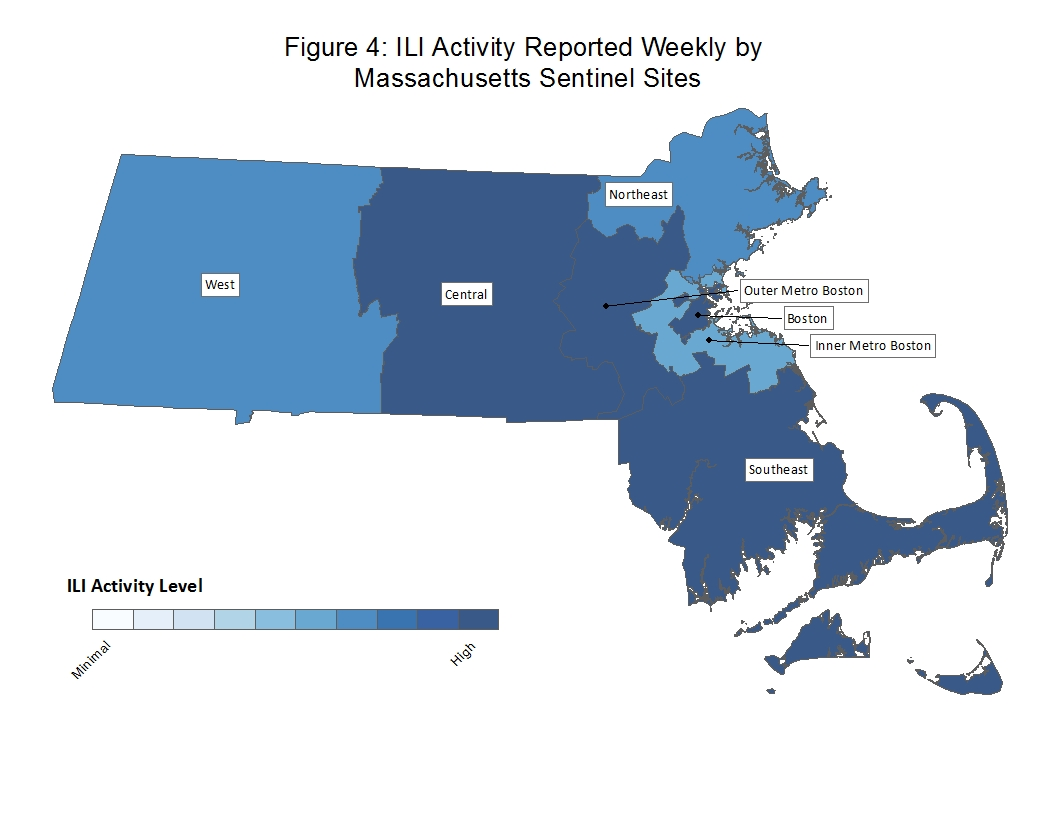 Figure 4: ILI Activity Reported Weekly by
Massachusetts Sentinel Sites
Northeast
West
Central
Outer Metro Boston
Boston
Inner Metro Boston
Southeast
ILI Activity Level
Minimal
High